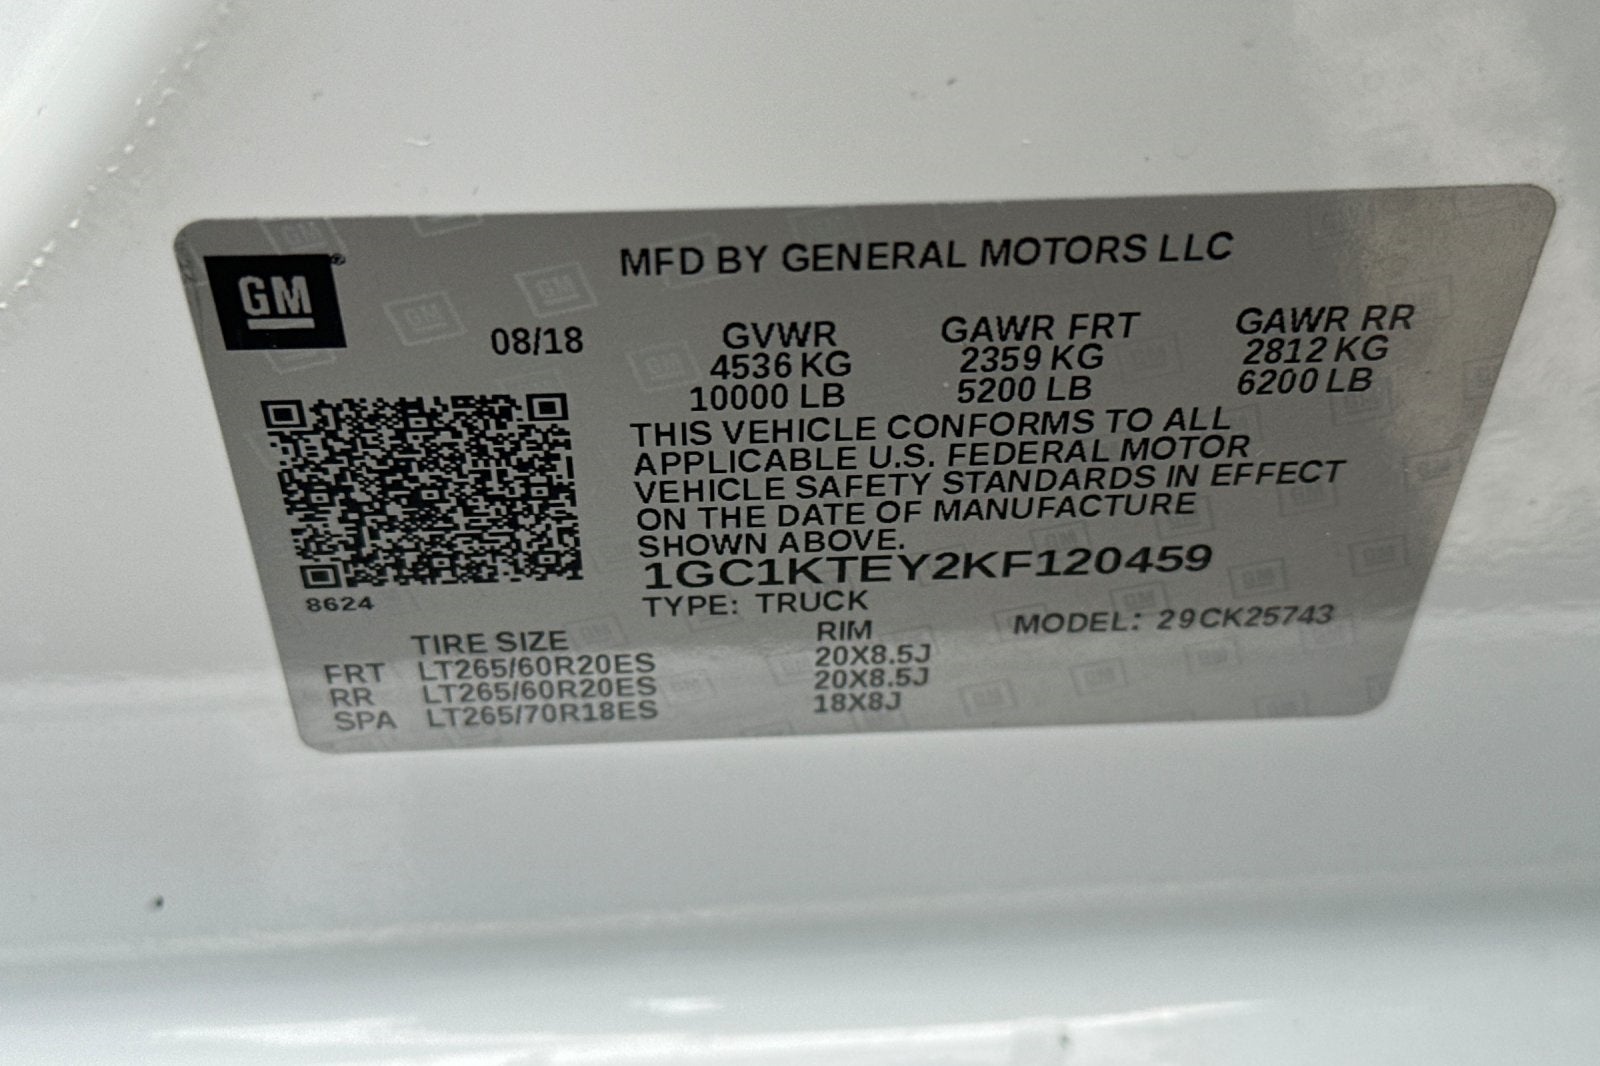 GM
MFD BY GENERAL MOTORS LLC
08/18
GVWR GAWR FRT GAWR RR
4536 KG 2359 KG 2812 KG
10000 LB 5200 LB 6200 LB
THIS VEHICLE CONFORMS TO ALL
APPLICABLE U.S. FEDERAL MOTOR
VEHICLE SAFETY STANDARDS IN EFFECT
ON THE DATE OF MANUFACTURE
SHOWN ABOVE.
1GC1KTEY2KF120459
8624
TYPE: TRUCK
MODEL: 29CK25743
TIRE SIZE RIM
FRT LT265/60R20ES 20X8.5J
RR LT265/60R20ES 20X8.5J
SPA LT265/70R18ES 18X8J